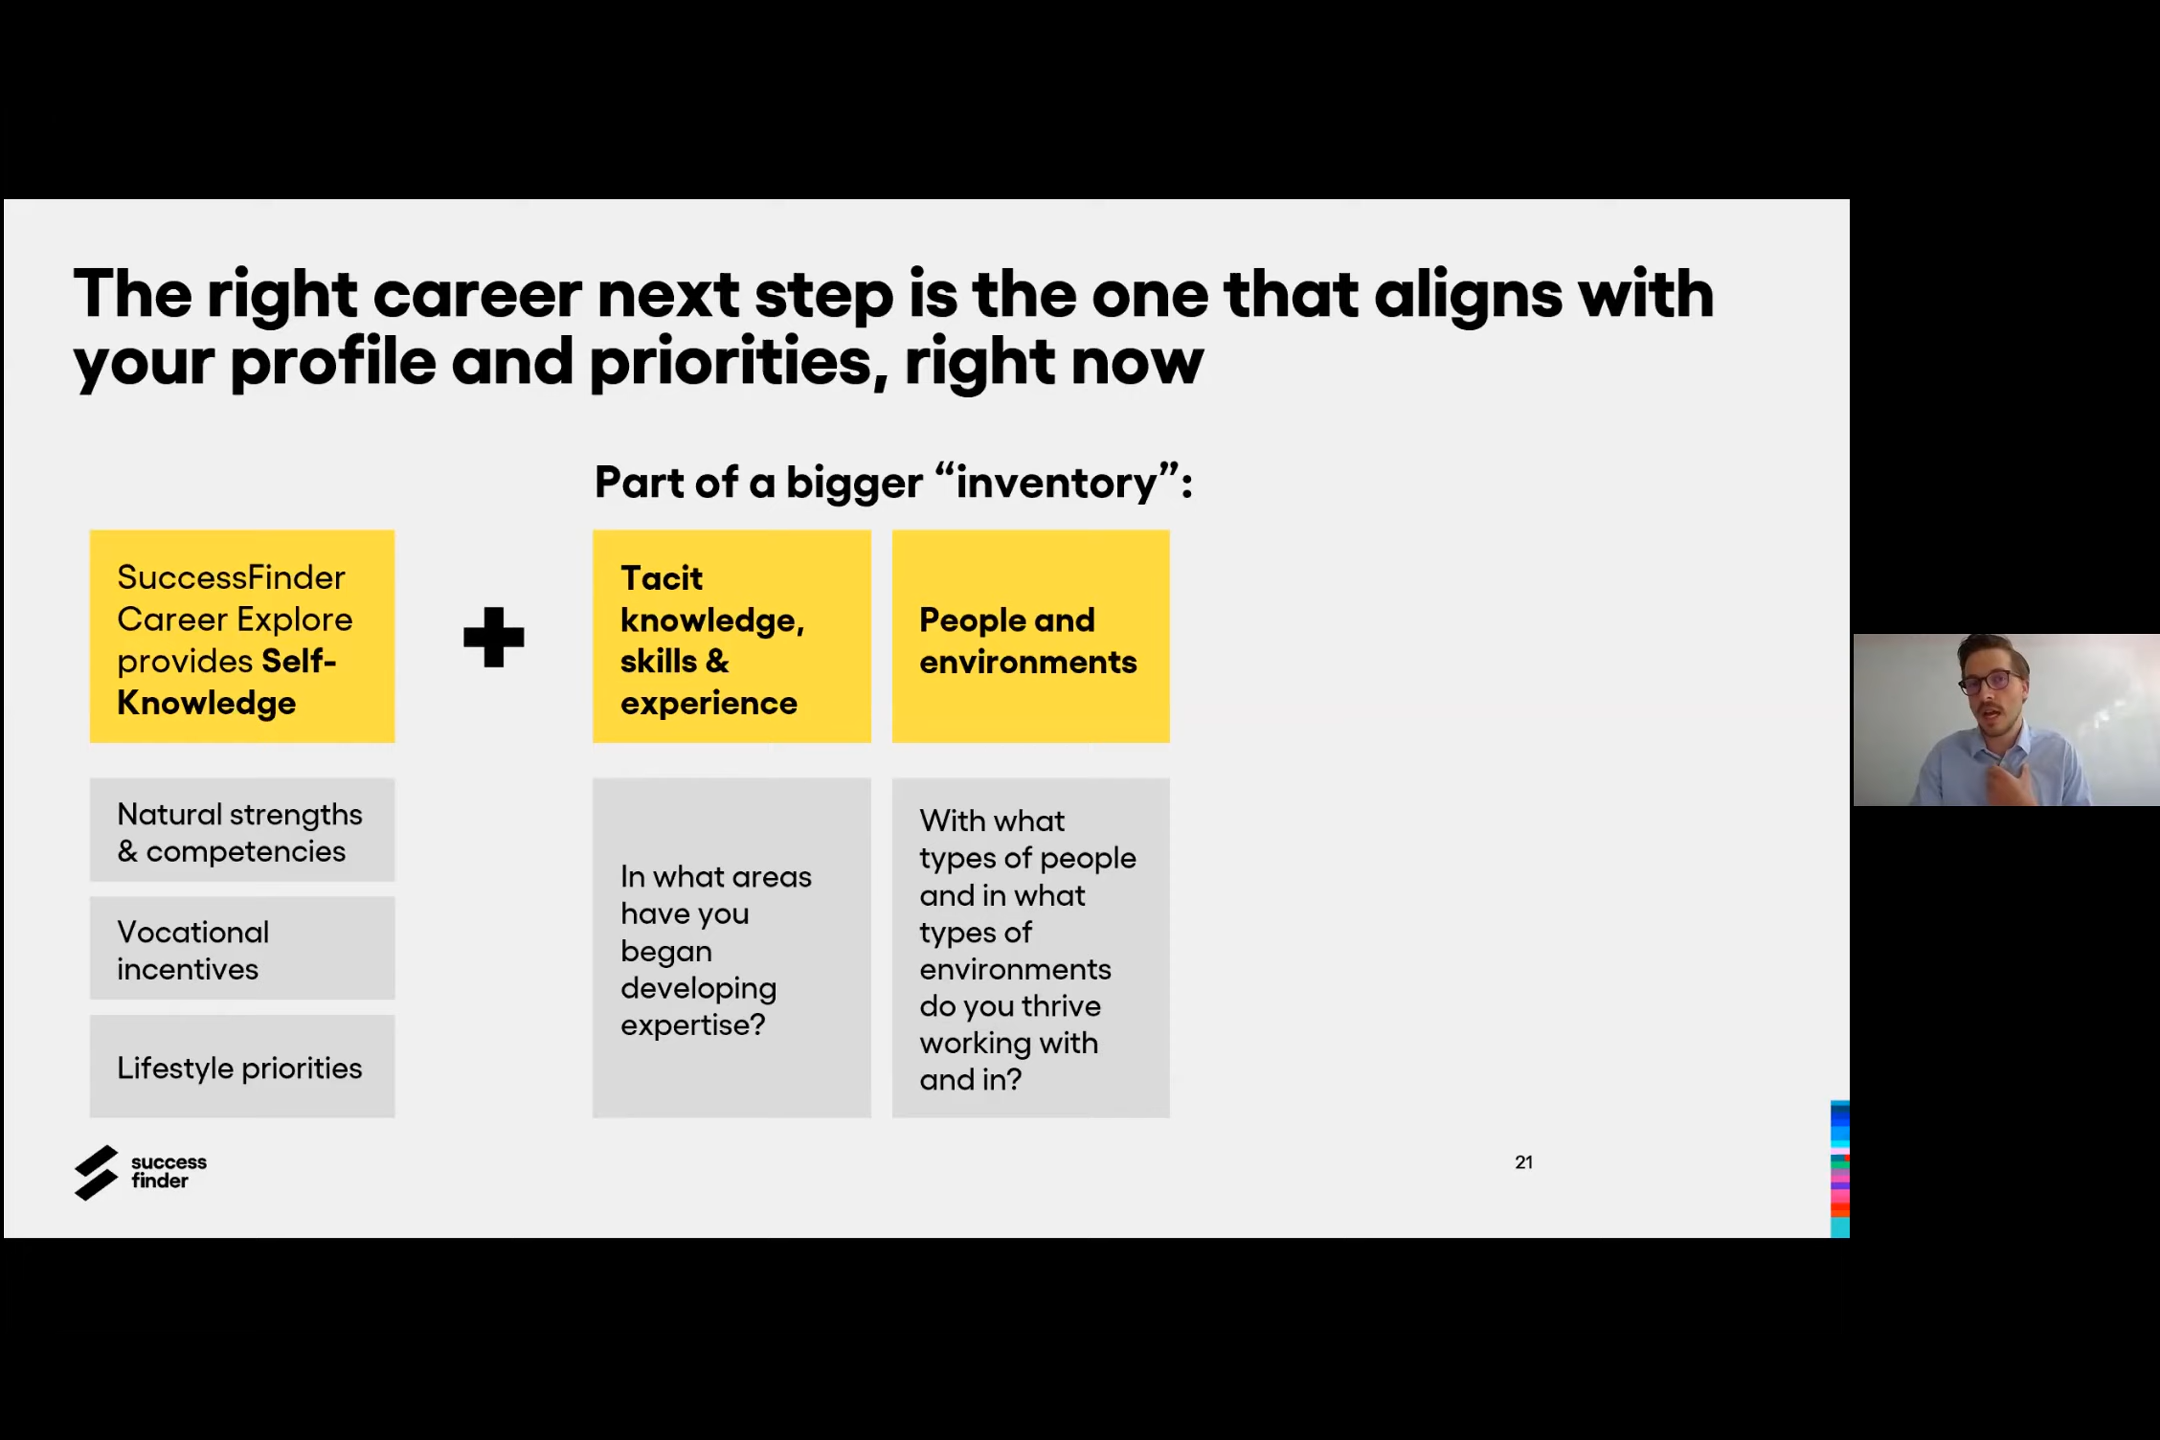 The right career next step is the one that aligns with
your profile and priorities, right now
Part of a bigger “inventory”:
SuccessFinder
Career Explore
provides Self-
Knowledge
Tacit
knowledge,
skills &
experience
People and
environments
Natural strengths
& competencies
Vocational
incentives
Lifestyle priorities
In what areas
have you
began
developing
expertise?
With what
types of people
and in what
types of
environments
do you thrive
working with
and in?
success
finder
21